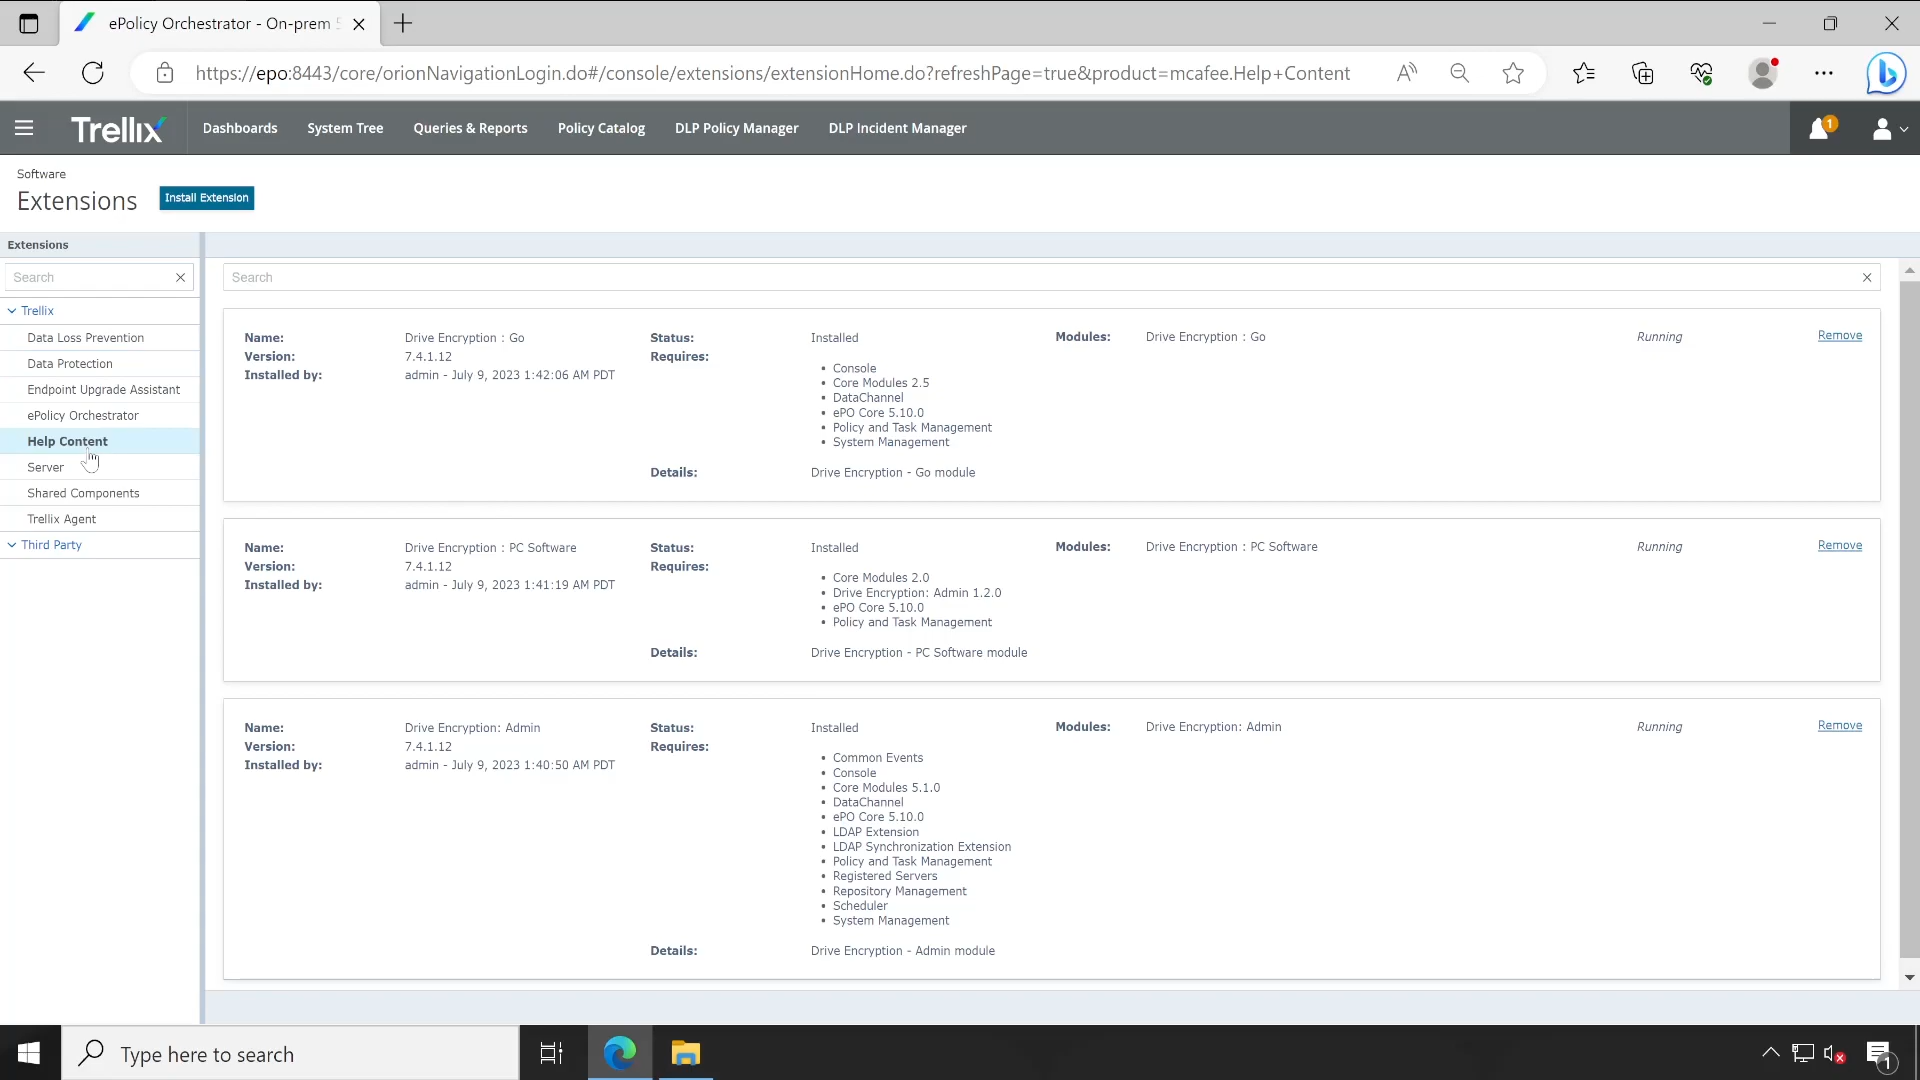 ePolicy Orchestrator - On-prem 5
https://epo:8443/core/orionNavigationLogin.do#/console/extensions/extensionHome.do?refreshPage=true&product=mcafee.Help+Content
Trellix
Dashboards
System Tree
Queries & Reports
Policy Catalog
DLP Policy Manager
DLP Incident Manager
1
Software
Extensions
Install Extension
Extensions
Search
Trellix
Data Loss Prevention
Data Protection
Endpoint Upgrade Assistant
ePolicy Orchestrator
Help Content
Server
Shared Components
Trellix Agent
Third Party
Search
Name: Drive Encryption : Go
Version: 7.4.1.12
Installed by: admin - July 9, 2023 1:42:06 AM PDT
Status: Installed
Requires:
• Console
• Core Modules 2.5
• DataChannel
• ePO Core 5.10.0
• Policy and Task Management
• System Management
Details: Drive Encryption - Go module
Modules: Drive Encryption : Go
Running
Remove
Name: Drive Encryption : PC Software
Version: 7.4.1.12
Installed by: admin - July 9, 2023 1:41:19 AM PDT
Status: Installed
Requires:
• Core Modules 2.0
• Drive Encryption: Admin 1.2.0
• ePO Core 5.10.0
• Policy and Task Management
Details: Drive Encryption - PC Software module
Modules: Drive Encryption : PC Software
Running
Remove
Name: Drive Encryption: Admin
Version: 7.4.1.12
Installed by: admin - July 9, 2023 1:40:50 AM PDT
Status: Installed
Requires:
• Common Events
• Console
• Core Modules 5.1.0
• DataChannel
• ePO Core 5.10.0
• LDAP Extension
• LDAP Synchronization Extension
• Policy and Task Management
• Registered Servers
• Repository Management
• Scheduler
• System Management
Details: Drive Encryption - Admin module
Modules: Drive Encryption: Admin
Running
Remove
Type here to search
1